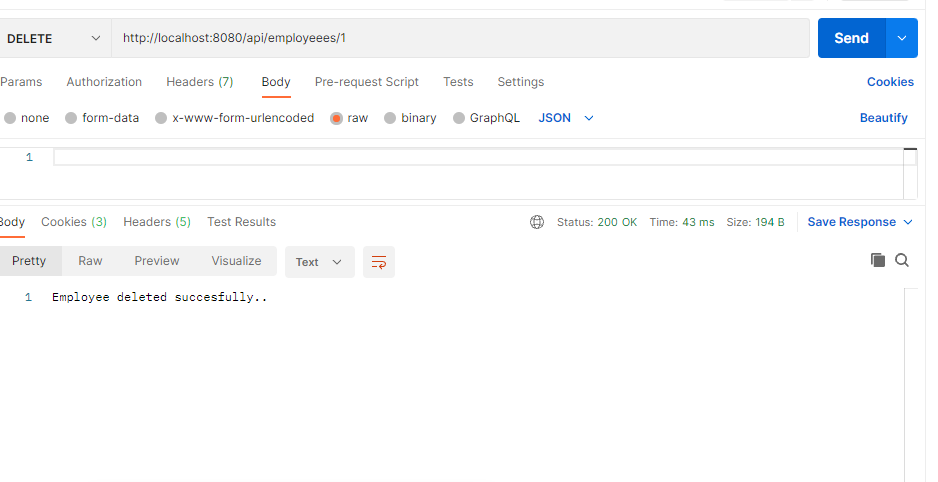 DELETE http://localhost:8080/api/employeees/1 Send
Params Authorization Headers (7) Body Pre-request Script Tests Settings Cookies
none form-data x-www-form-urlencoded raw binary GraphQL JSON Beautify
1
Body Cookies (3) Headers (5) Test Results Status: 200 OK Time: 43 ms Size: 194 B Save Response
Pretty Raw Preview Visualize Text
1 Employee deleted succesfully..